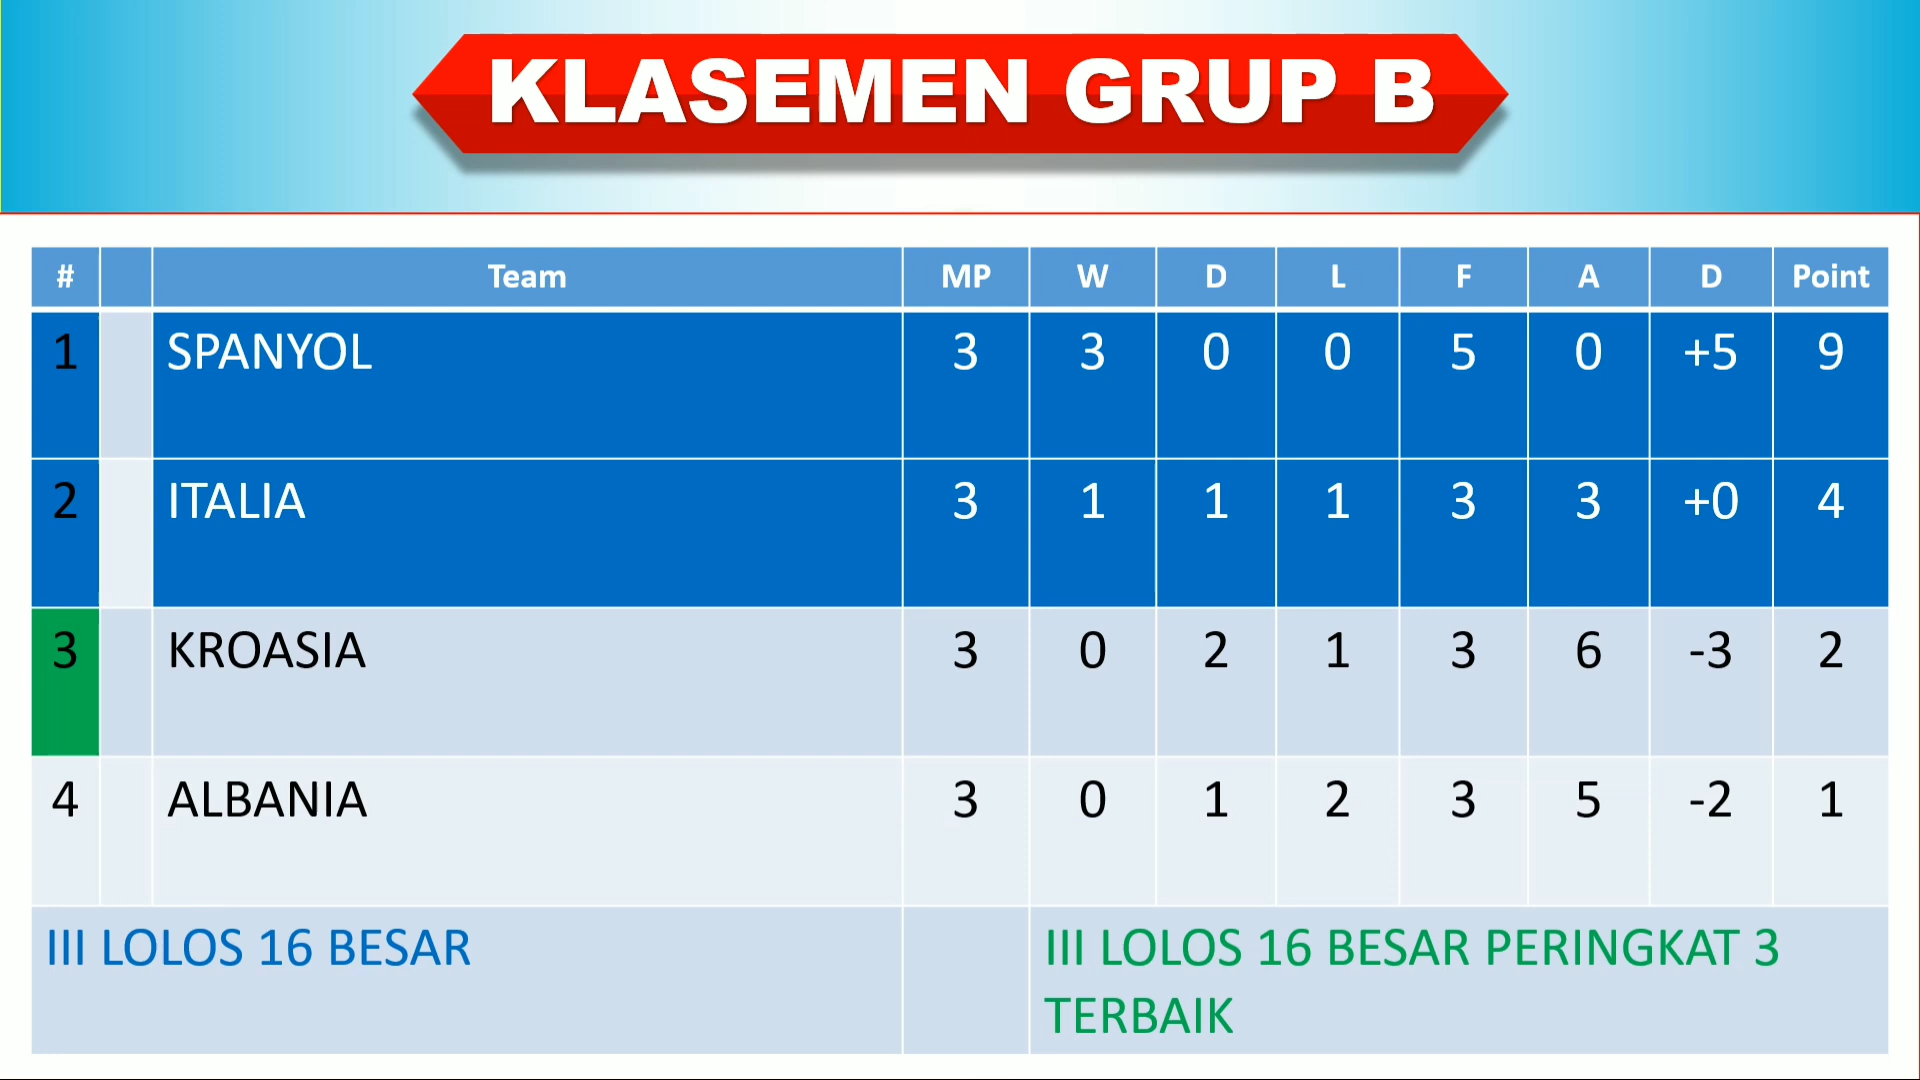 KLASEMEN GRUP B
# Team MP W D L F A D Point
1 SPANYOL 3 3 0 0 5 0 +5 9
2 ITALIA 3 1 1 1 3 3 +0 4
3 KROASIA 3 0 2 1 3 6 -3 2
4 ALBANIA 3 0 1 2 3 5 -2 1
III LOLOS 16 BESAR
III LOLOS 16 BESAR PERINGKAT 3
TERBAIK